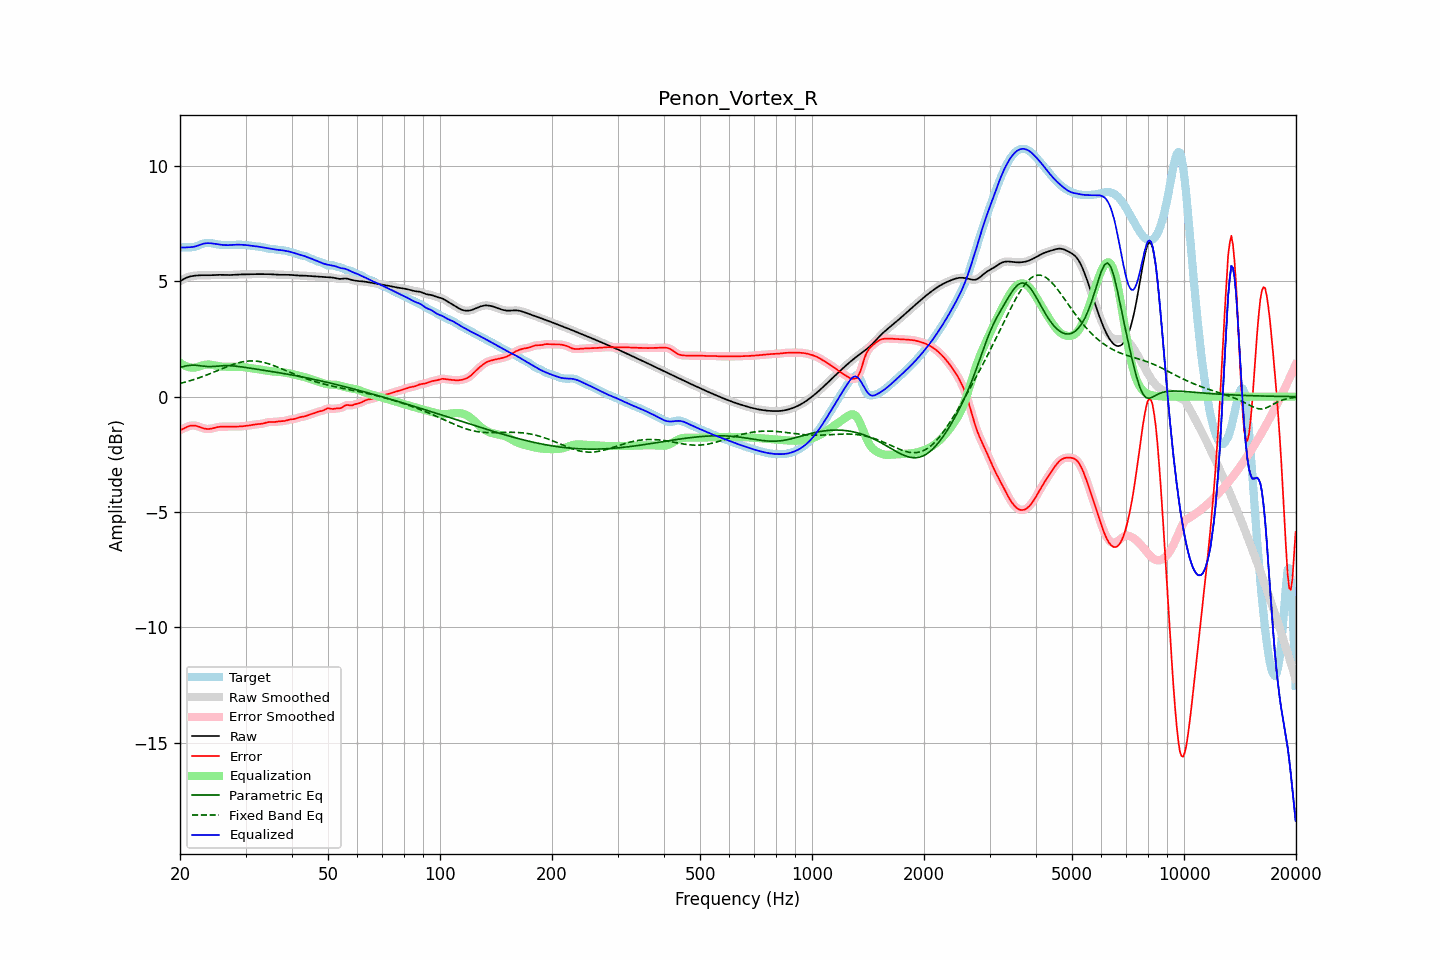 Penon_Vortex_R
10
5
0
−5
−10
−15
Amplitude (dBr)
Target
Raw Smoothed
Error Smoothed
Raw
Error
Equalization
Parametric Eq
Fixed Band Eq
Equalized
20 50 100 200 500 1000 2000 5000 10000 20000
Frequency (Hz)